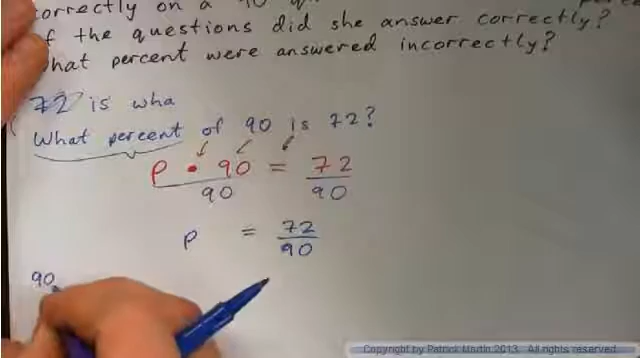 correctly on a 90
of the questions did she answer correctly?
What percent were answered incorrectly?
72 is wha
What percent of 90 is 72?
P • 90 = 72
90 90
P = 72
90
90
Copyright by Patrick Martin 2013. All rights reserved.